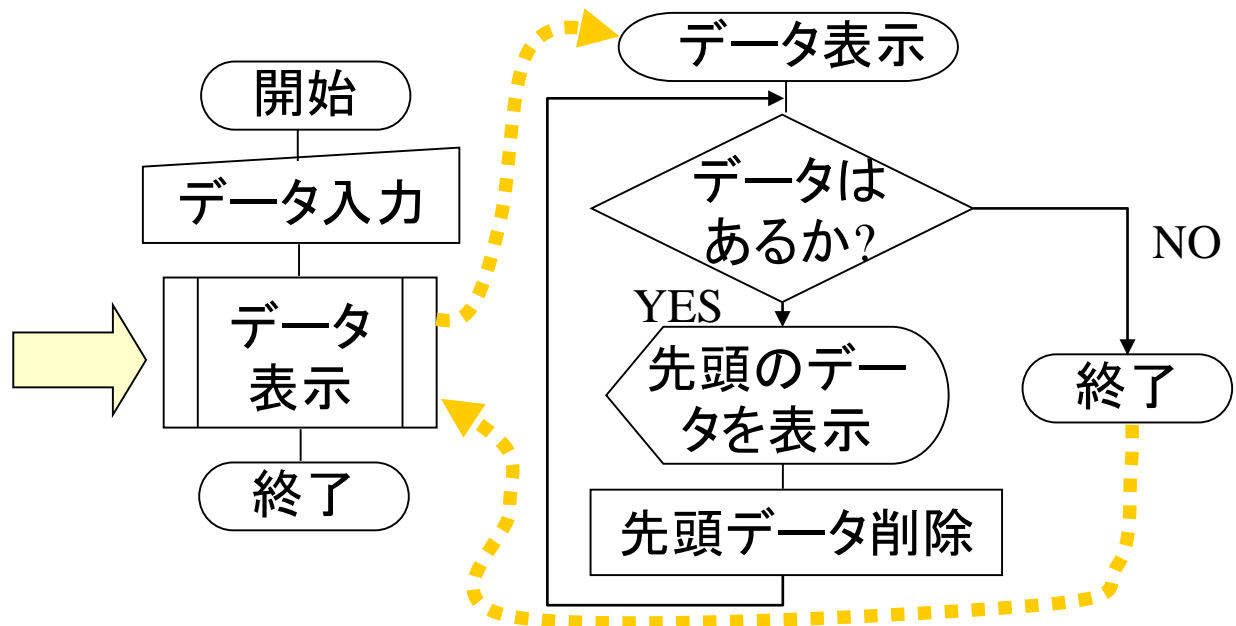 開始
データ入力
データ
表示
終了
データ表示
データは
あるか?
YES
NO
先頭のデー
タを表示
先頭データ削除
終了